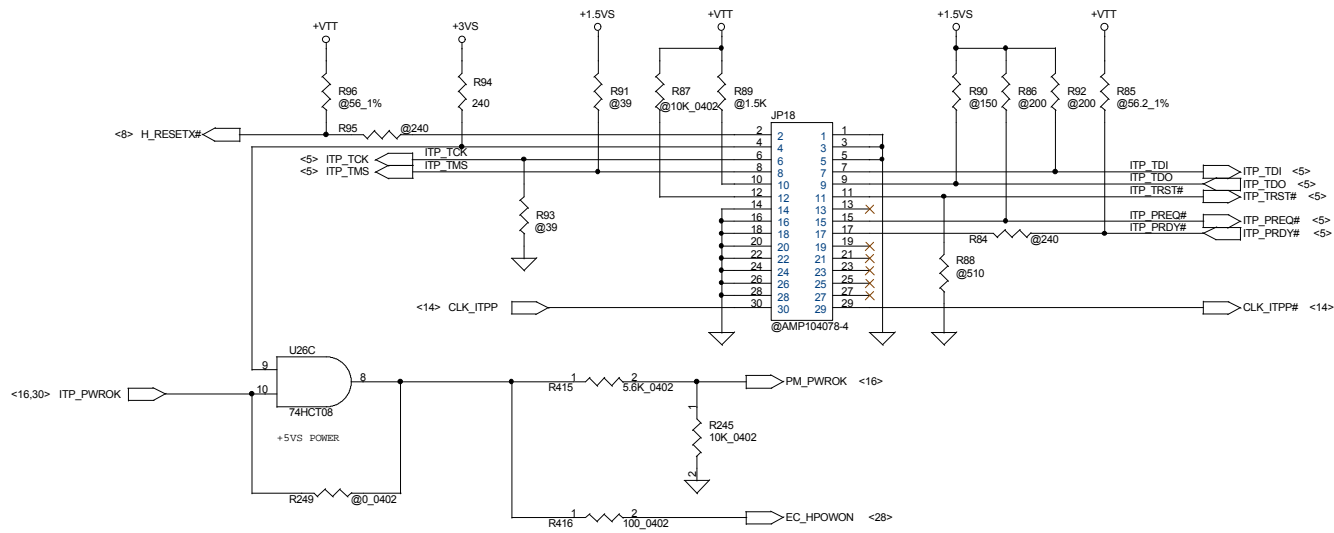 +VTT
+3VS
+1.5VS
+VTT
+1.5VS
+VTT
R96
@56_1%
R94
240
R91
@39
R87
@10K_0402
R89
@1.5K
R90
@150
R86
@200
R92
@200
R85
@56.2_1%
JP18
<8> H_RESETX#
R95
@240
<5> ITP_TCK
ITP_TCK
<5> ITP_TMS
ITP_TMS
2 2 1 1
4 4 3 3
6 6 5 5
8 8 7 7
10 10 9 9
12 12 11 11
14 14 13 13
16 16 15 15
18 18 17 17
20 20 19 19
22 22 21 21
24 24 23 23
26 26 25 25
28 28 27 27
30 30 29 29
@AMP104078-4
ITP_TDI
ITP_TDI <5>
ITP_TDO
ITP_TDO <5>
ITP_TRST#
ITP_TRST# <5>
ITP_PREQ#
ITP_PREQ# <5>
ITP_PRDY#
ITP_PRDY# <5>
R93
@39
R84
@240
R88
@510
<14> CLK_ITPP
CLK_ITPP# <14>
U26C
9
10
8
74HCT08
+5VS POWER
<16,30> ITP_PWROK
R249
@0_0402
R415
1
2
5.6K_0402
PM_PWROK <16>
1
R245
10K_0402
2
R416
1
2
100_0402
EC_HPOWON <28>